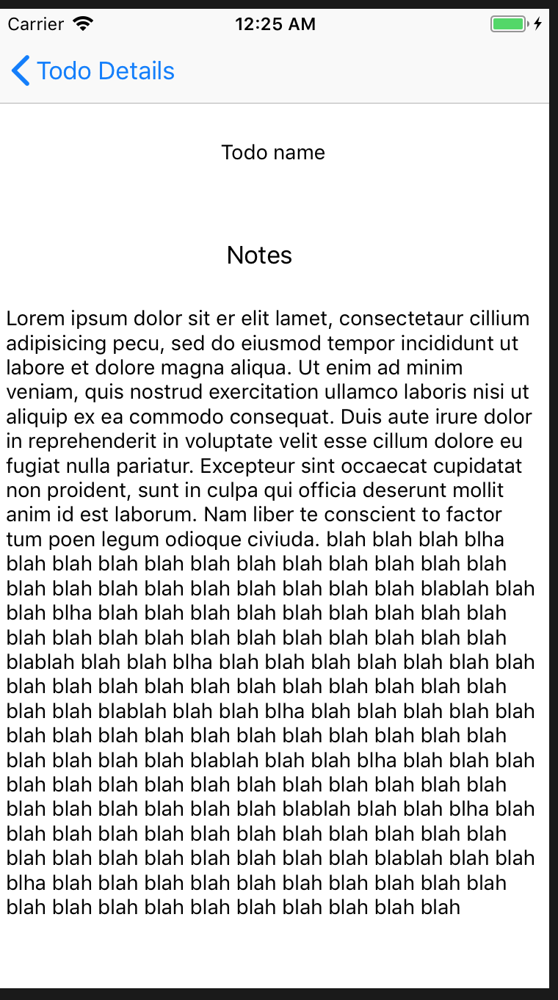 Carrier 12:25 AM
Todo Details
Todo name
Notes
Lorem ipsum dolor sit er elit lamet, consectetaur cillium
adipisicing pecu, sed do eiusmod tempor incididunt ut
labore et dolore magna aliqua. Ut enim ad minim
veniam, quis nostrud exercitation ullamco laboris nisi ut
aliquip ex ea commodo consequat. Duis aute irure dolor
in reprehenderit in voluptate velit esse cillum dolore eu
fugiat nulla pariatur. Excepteur sint occaecat cupidatat
non proident, sunt in culpa qui officia deserunt mollit
anim id est laborum. Nam liber te conscient to factor
tum poen legum odioque civiuda. blah blah blah blha
blah blah blah blah blah blah blah blah blah blah blah
blah blah blah blah blah blah blah blah blah blablah blah
blah blha blah blah blah blah blah blah blah blah blah
blah blah blah blah blah blah blah blah blah blah blah
blablah blah blah blha blah blah blah blah blah blah blah
blah blah blah blah blah blah blah blah blah blah blah
blah blah blablah blah blah blha blah blah blah blah blah
blah blah blah blah blah blah blah blah blah blah blah
blah blah blah blah blablah blah blah blha blah blah blah
blah blah blah blah blah blah blah blah blah blah blah
blah blah blah blah blah blah blablah blah blah blha blah
blah blah blah blah blah blah blah blah blah blah blah
blah blah blah blah blah blah blah blah blablah blah blah
blha blah blah blah blah blah blah blah blah blah blah
blah blah blah blah blah blah blah blah blah blah